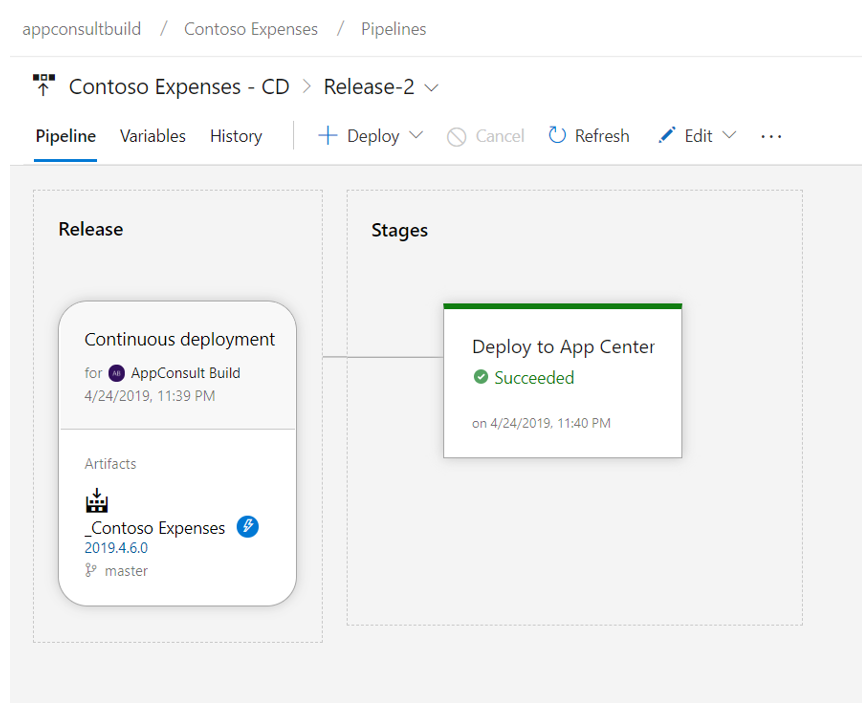 appconsultbuild / Contoso Expenses / Pipelines
Contoso Expenses - CD > Release-2
Pipeline Variables History Deploy Cancel Refresh Edit ...
Release
Stages
Continuous deployment
for AB AppConsult Build
4/24/2019, 11:39 PM
Artifacts
_Contoso Expenses
2019.4.6.0
master
Deploy to App Center
Succeeded
on 4/24/2019, 11:40 PM